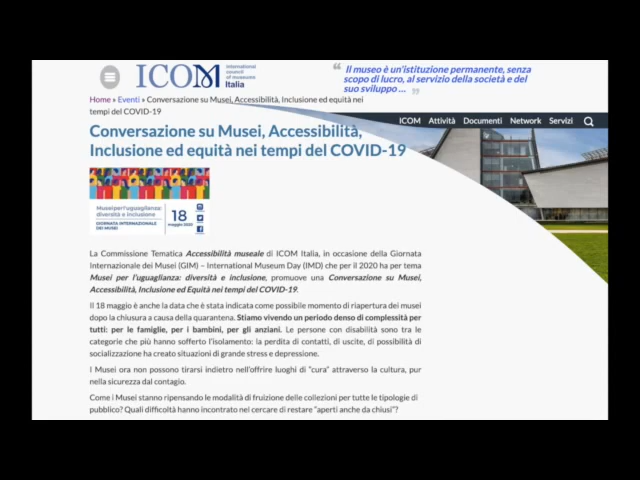 ICOM
international
council
of museums
Italia
“ Il museo è un'istituzione permanente, senza
scopo di lucro, al servizio della società e del
suo sviluppo ... ”
Home » Eventi » Conversazione su Musei, Accessibilità, Inclusione ed equità nei
tempi del COVID-19
ICOM Attività Documenti Network Servizi
Conversazione su Musei, Accessibilità,
Inclusione ed equità nei tempi del COVID-19
Musei per l'uguaglianza:
diversità e inclusione
GIORNATA INTERNAZIONALE
DEI MUSEI
18
maggio 2020
La Commissione Tematica Accessibilità museale di ICOM Italia, in occasione della Giornata
Internazionale dei Musei (GIM) – International Museum Day (IMD) che per il 2020 ha per tema
Musei per l'uguaglianza: diversità e inclusione, promuove una Conversazione su Musei,
Accessibilità, Inclusione ed Equità nei tempi del COVID-19.
Il 18 maggio è anche la data che è stata indicata come possibile momento di riapertura dei musei
dopo la chiusura a causa della quarantena. Stiamo vivendo un periodo denso di complessità per
tutti: per le famiglie, per i bambini, per gli anziani. Le persone con disabilità sono tra le
categorie che più hanno sofferto l'isolamento: la perdita di contatti, di uscite, di possibilità di
socializzazione ha creato situazioni di grande stress e depressione.
I Musei ora non possono tirarsi indietro nell'offrire luoghi di "cura" attraverso la cultura, pur
nella sicurezza dal contagio.
Come i Musei stanno ripensando le modalità di fruizione delle collezioni per tutte le tipologie di
pubblico? Quali difficoltà hanno incontrato nel cercare di restare "aperti anche da chiusi"?